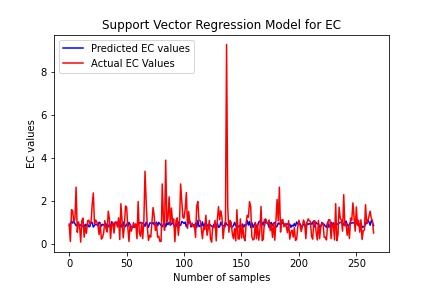 Support Vector Regression Model for EC
Predicted EC values
Actual EC Values
8
6
4
2
0
EC values
0 50 100 150 200 250
Number of samples